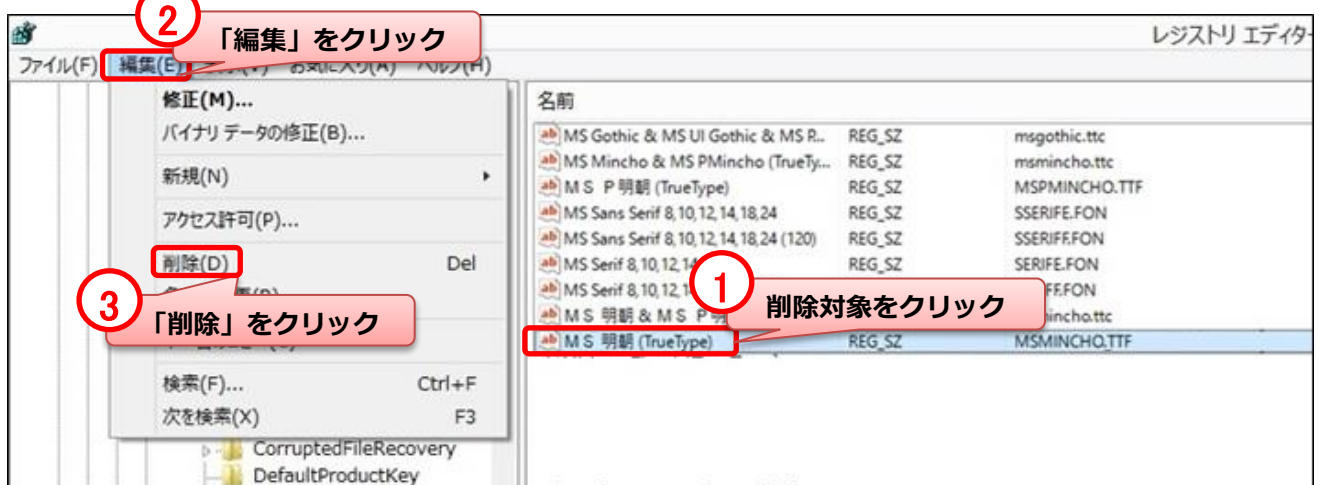 レジストリ エディター
② 「編集」をクリック
ファイル(F) 編集(E) お気に入り(A) ヘルプ(H)
修正(M)...
バイナリ データの修正(B)...
新規(N)
アクセス許可(P)...
削除(D) Del
③ 「削除」をクリック
検索(F)... Ctrl+F
次を検索(X) F3
CorruptedFileRecovery
DefaultProductKey
名前
MS Gothic & MS UI Gothic & MS P... REG_SZ msgothic.ttc
MS Mincho & MS PMincho (TrueTy... REG_SZ msmincho.ttc
ＭＳ Ｐ明朝 (TrueType) REG_SZ MSPMINCHO.TTF
MS Sans Serif 8,10,12,14,18,24 REG_SZ SSERIFE.FON
MS Sans Serif 8,10,12,14,18,24 (120) REG_SZ SSERIFF.FON
MS Serif 8,10,12,14 REG_SZ SERIFE.FON
MS Serif 8,10,12,1 FF.FON
① 削除対象をクリック
ＭＳ 明朝 & ＭＳ Ｐ明 incho.ttc
ＭＳ 明朝 (TrueType) REG_SZ MSMINCHO.TTF